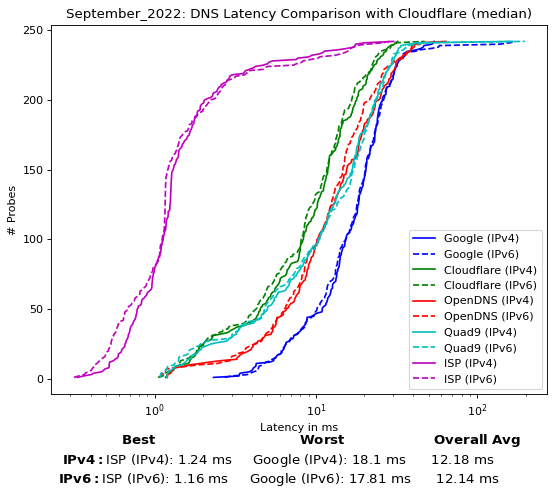 September_2022: DNS Latency Comparison with Cloudflare (median)
250
200
150
100
50
0
# Probes
10⁰
10¹
10²
Latency in ms
Google (IPv4)
Google (IPv6)
Cloudflare (IPv4)
Cloudflare (IPv6)
OpenDNS (IPv4)
OpenDNS (IPv6)
Quad9 (IPv4)
Quad9 (IPv6)
ISP (IPv4)
ISP (IPv6)
Best Worst Overall Avg
IPv4: ISP (IPv4): 1.24 ms Google (IPv4): 18.1 ms 12.18 ms
IPv6: ISP (IPv6): 1.16 ms Google (IPv6): 17.81 ms 12.14 ms